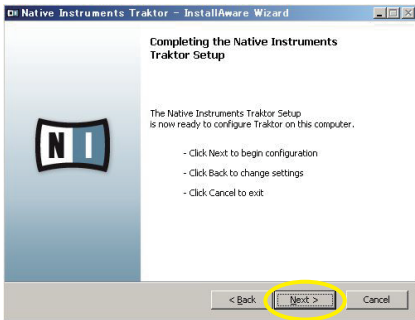 Native Instruments Traktor - InstallAware Wizard
Completing the Native Instruments
Traktor Setup
The Native Instruments Traktor Setup
is now ready to configure Traktor on this computer.
- Click Next to begin configuration
- Click Back to change settings
- Click Cancel to exit
N I
< Back
Next >
Cancel